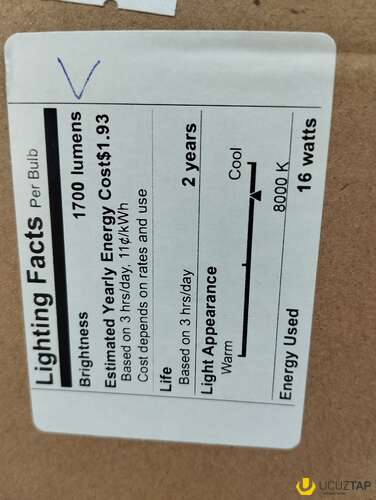 Lighting Facts Per Bulb
Brightness 1700 lumens
Estimated Yearly Energy Cost$1.93
Based on 3 hrs/day, 11¢/kWh
Cost depends on rates and use
Life
Based on 3 hrs/day 2 years
Light Appearance
Warm Cool
8000 K
Energy Used 16 watts
UCUZTAP